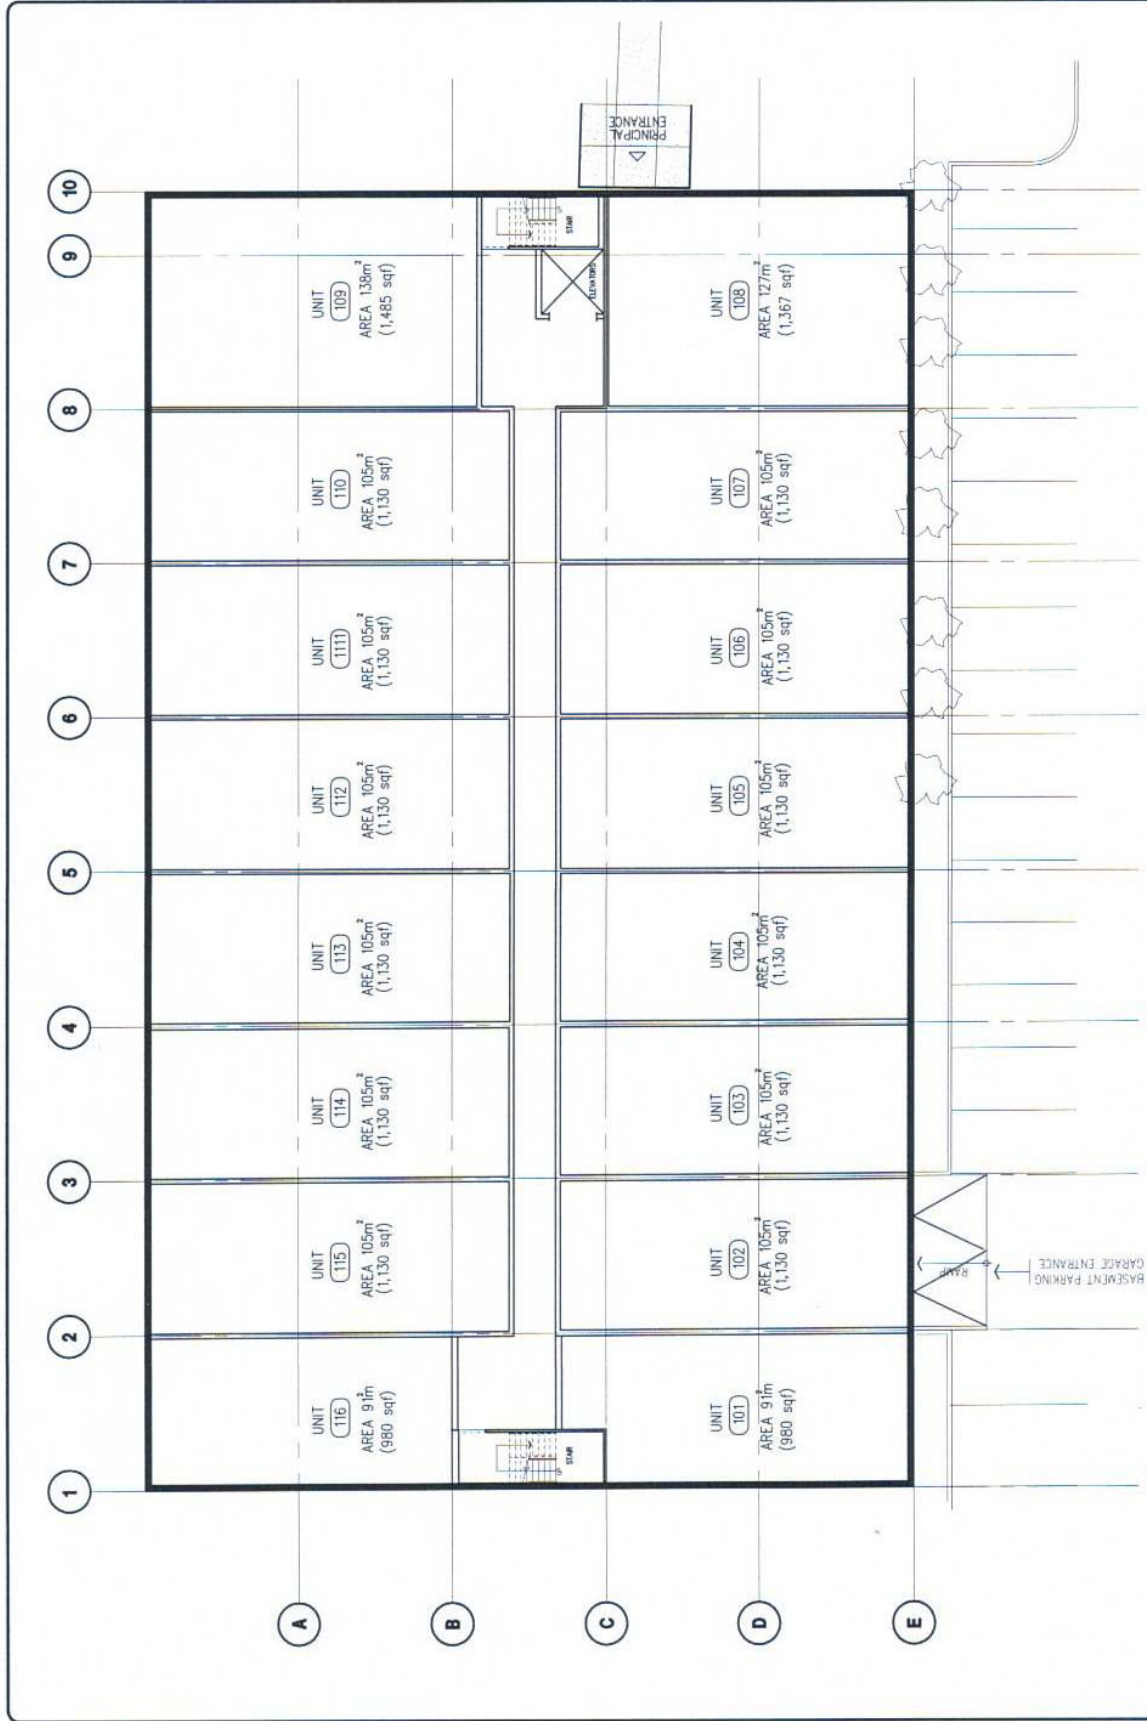 1
2
3
4
5
6
7
8
9
10
A
B
C
D
E
UNIT
116
AREA 91m²
(980 sqf)
UNIT
115
AREA 105m²
(1,130 sqf)
UNIT
114
AREA 105m²
(1,130 sqf)
UNIT
113
AREA 105m²
(1,130 sqf)
UNIT
112
AREA 105m²
(1,130 sqf)
UNIT
1111
AREA 105m²
(1,130 sqf)
UNIT
110
AREA 105m²
(1,130 sqf)
UNIT
109
AREA 138m²
(1,485 sqf)
STAIR
ELEVATORS
STAIR
PRINCIPAL
ENTRANCE
UNIT
101
AREA 91m²
(980 sqf)
UNIT
102
AREA 105m²
(1,130 sqf)
UNIT
103
AREA 105m²
(1,130 sqf)
UNIT
104
AREA 105m²
(1,130 sqf)
UNIT
105
AREA 105m²
(1,130 sqf)
UNIT
106
AREA 105m²
(1,130 sqf)
UNIT
107
AREA 105m²
(1,130 sqf)
UNIT
108
AREA 127m²
(1,367 sqf)
RAMP
BASEMENT PARKING
GARAGE ENTRANCE